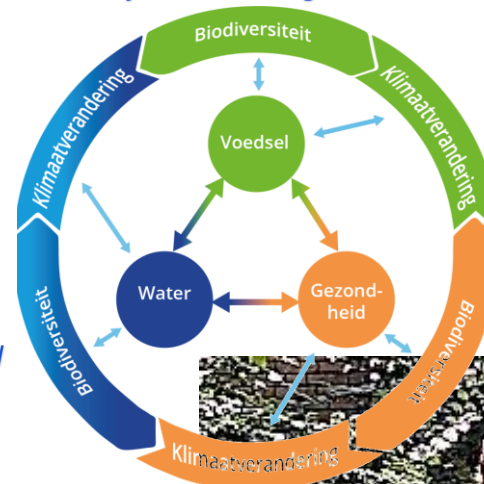 Biodiversiteit
Klimaatverandering
Klimaatverandering
Voedsel
Water
Gezond-
heid
Biodiversiteit
Biodiversiteit
Klimaatverandering